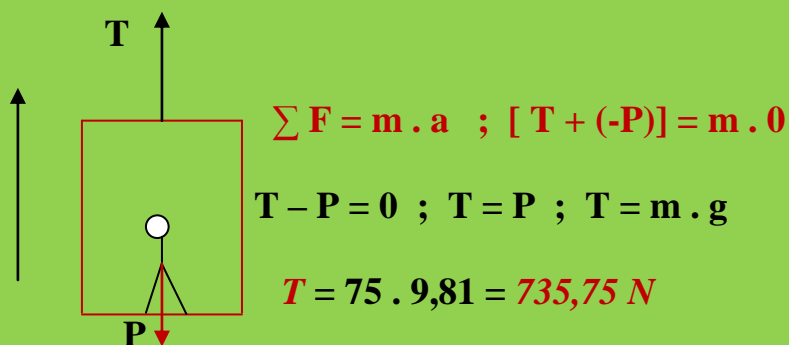 T
∑ F = m . a ; [ T + (-P)] = m . 0
T – P = 0 ; T = P ; T = m . g
T = 75 . 9,81 = 735,75 N
P